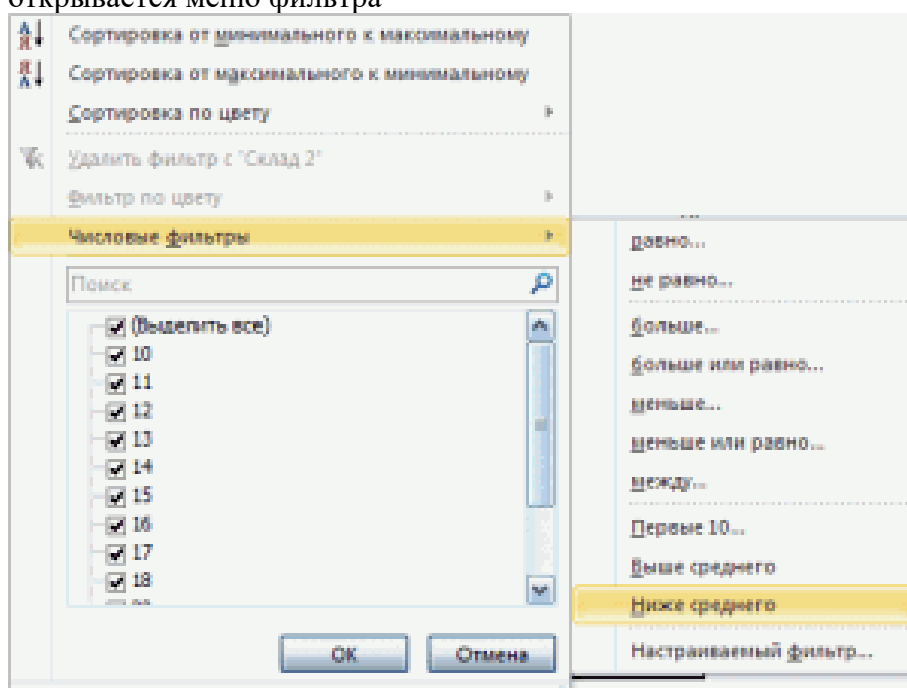 открывается меню фильтра
Сортировка от минимального к максимальному
Сортировка от максимального к минимальному
Сортировка по цвету
Удалить фильтр с "Склад 2"
Фильтр по цвету
Числовые фильтры
Поиск
(Выделить все)
10
11
12
13
14
15
16
17
18
ОК
Отмена
равно...
не равно...
больше...
больше или равно...
меньше...
меньше или равно...
между...
Первые 10...
Выше среднего
Ниже среднего
Настраиваемый фильтр...